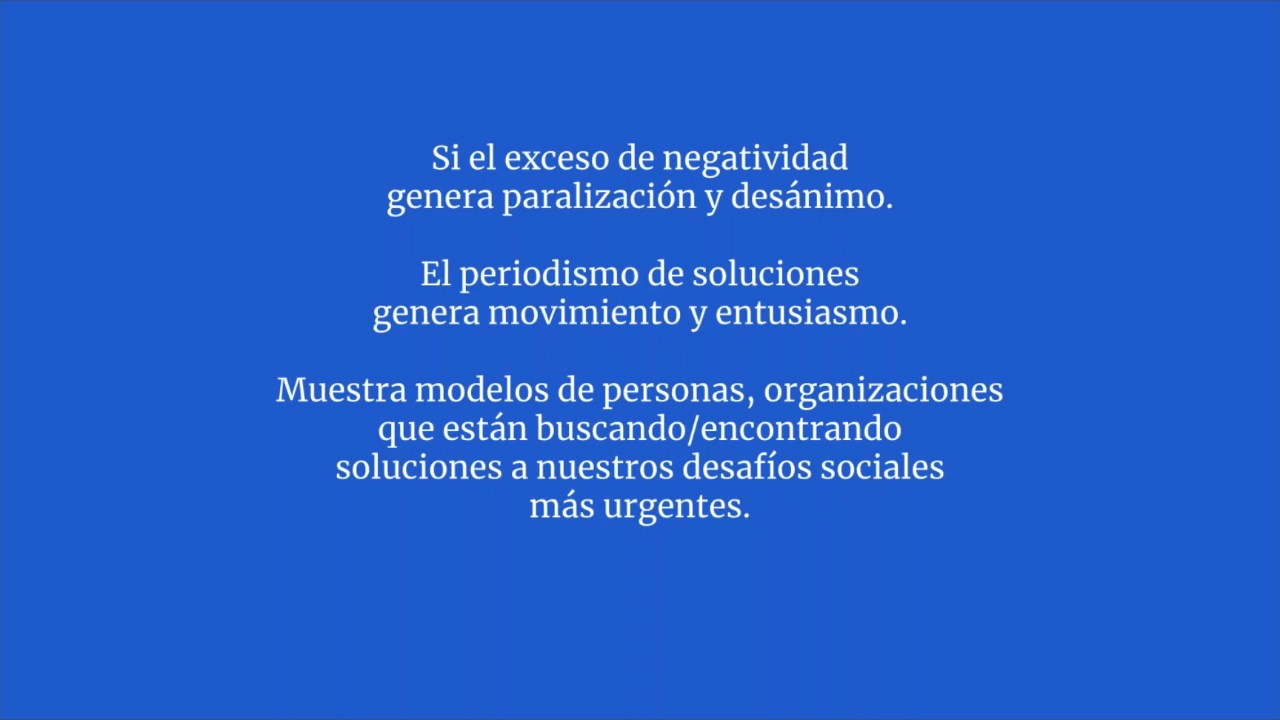 Si el exceso de negatividad
genera paralización y desánimo.
El periodismo de soluciones
genera movimiento y entusiasmo.
Muestra modelos de personas, organizaciones
que están buscando/encontrando
soluciones a nuestros desafíos sociales
más urgentes.